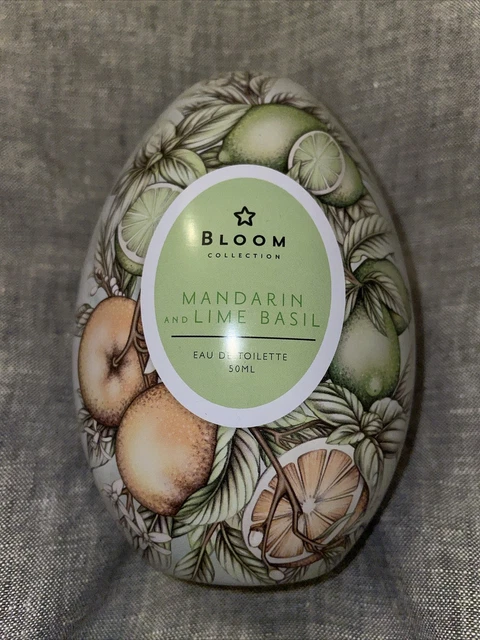 BLOOM
COLLECTION
MANDARIN
AND LIME BASIL
EAU DE TOILETTE
50ML